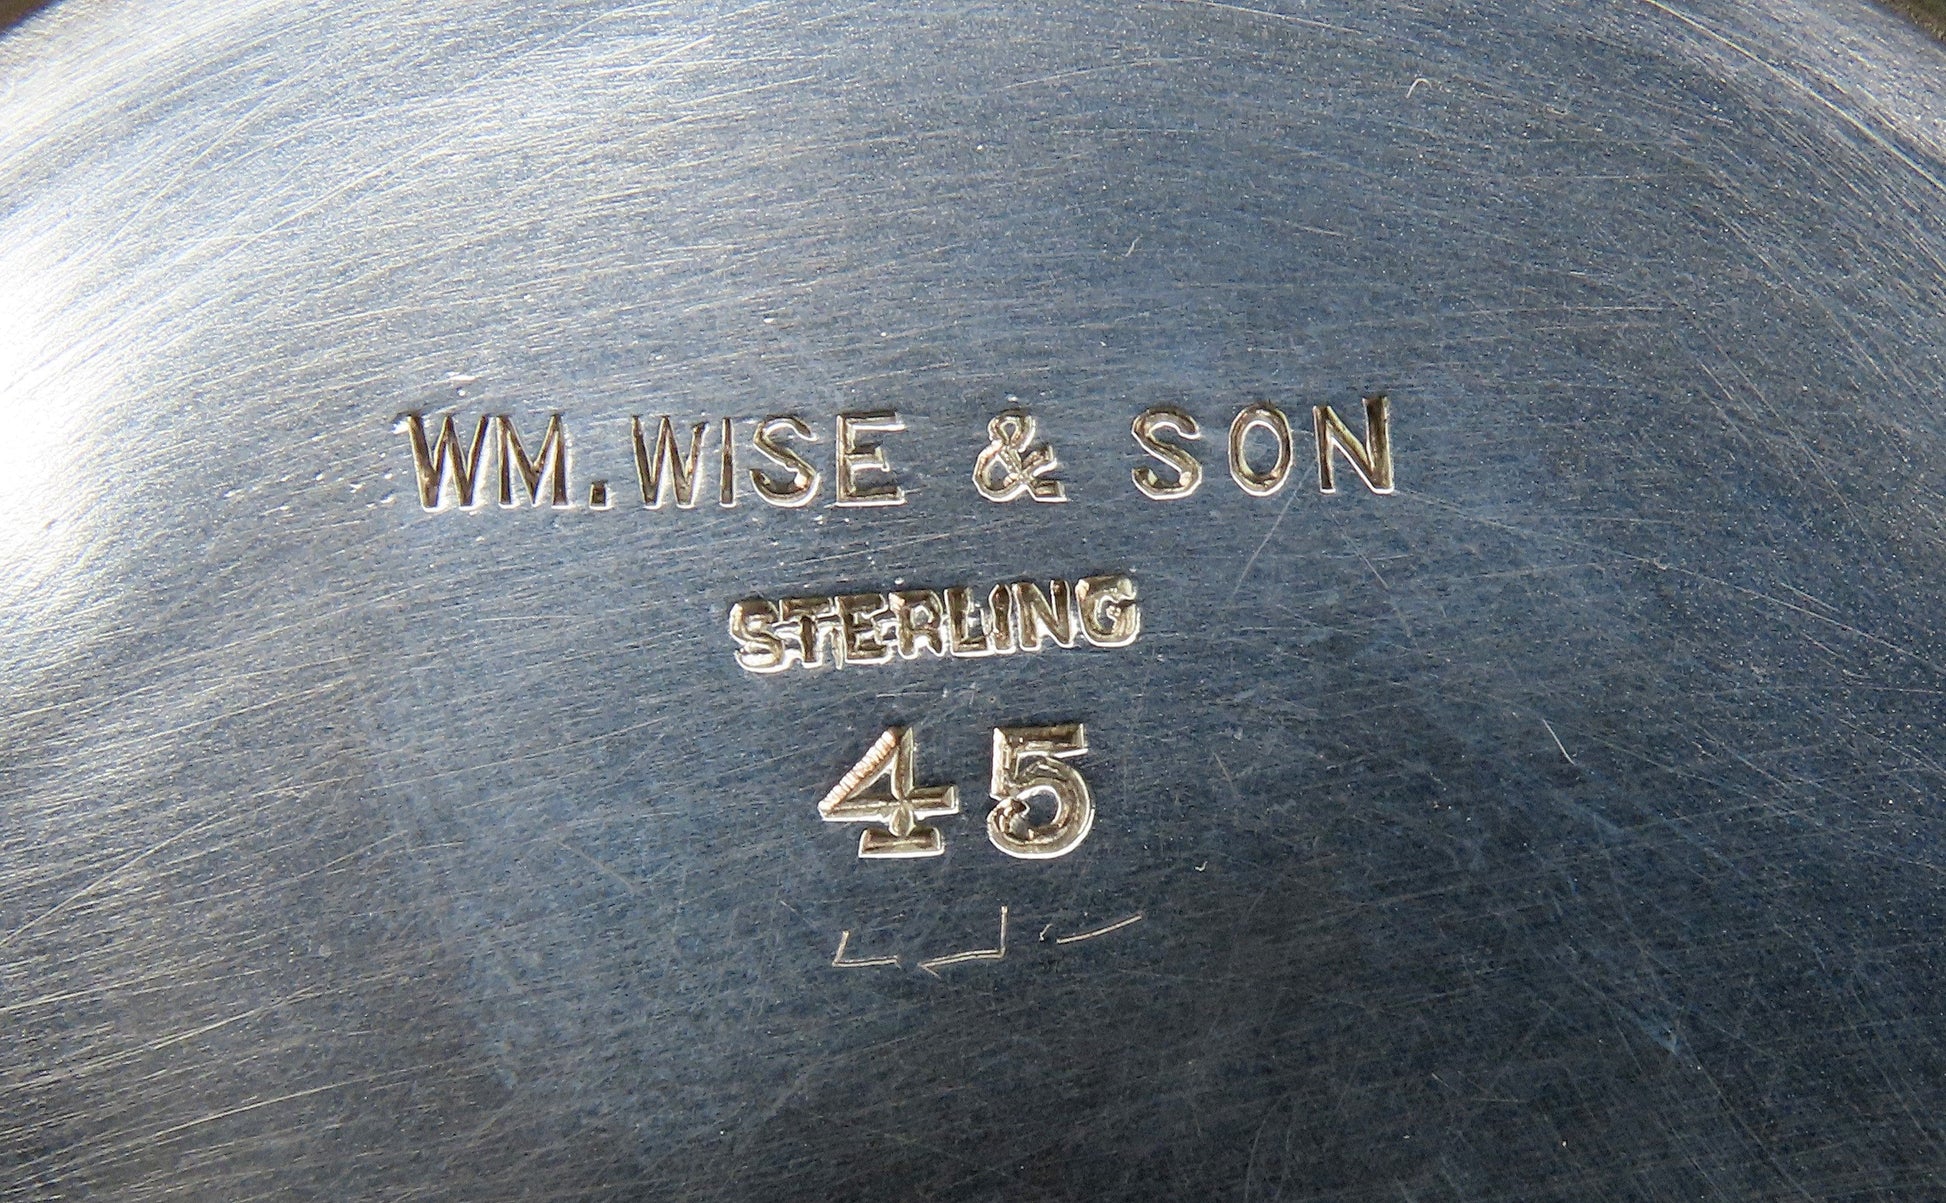 WM. WISE & SON
STERLING
45